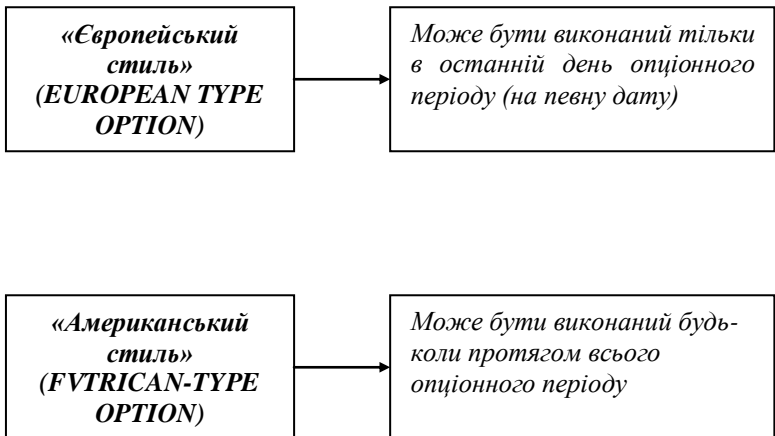 «Європейський
стиль»
(EUROPEAN TYPE
OPTION)
Може бути виконаний тільки
в останній день опціонного
періоду (на певну дату)
«Американський
стиль»
(FVTRICAN-TYPE
OPTION)
Може бути виконаний будь-
коли протягом всього
опціонного періоду